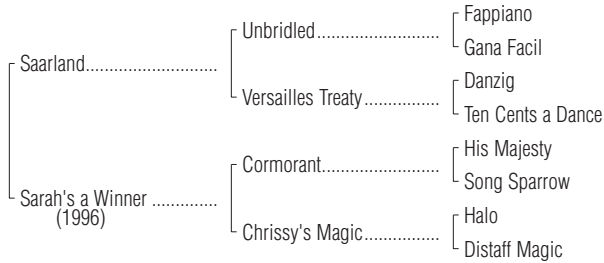 Fappiano
Unbridled....................
Gana Facil
Saarland..........................
Danzig
Versailles Treaty...............
Ten Cents a Dance
His Majesty
Cormorant.....................
Song Sparrow
Sarah's a Winner .............
(1996)
Halo
Chrissy's Magic...............
Distaff Magic